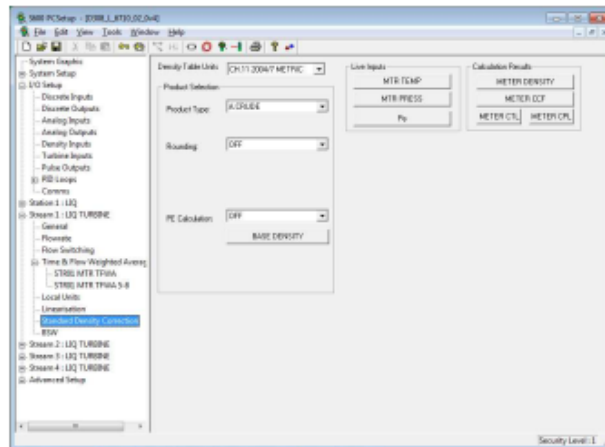 S600 PCSetup - [D308_L_8710_02_0v4]
File Edit View Tools Window Help
System Graphic
System Setup
I/O Setup
Discrete Inputs
Discrete Outputs
Analog Inputs
Analog Outputs
Density Inputs
Turbine Inputs
Pulse Outputs
PID Loops
Comms
Station 1 : LIQ
Stream 1 : LIQ TURBINE
General
Flowrate
Flow Switching
Time & Flow Weighted Averag
STR01 MTR TFWA
STR01 MTR TFWA 5-8
Local Units
Linearisation
Standard Density Correction
BSW
Stream 2 : LIQ TURBINE
Stream 3 : LIQ TURBINE
Stream 4 : LIQ TURBINE
Advanced Setup
Density Table Units CH.11 2004/7 METRIC
Product Selection
Product Type: A CRUDE
Rounding: OFF
PE Calculation: OFF
BASE DENSITY
Live Inputs
MTR TEMP
MTR PRESS
Calculation Results
METER DENSITY
METER CCF
METER CTL METER CPL
Security Level : 1